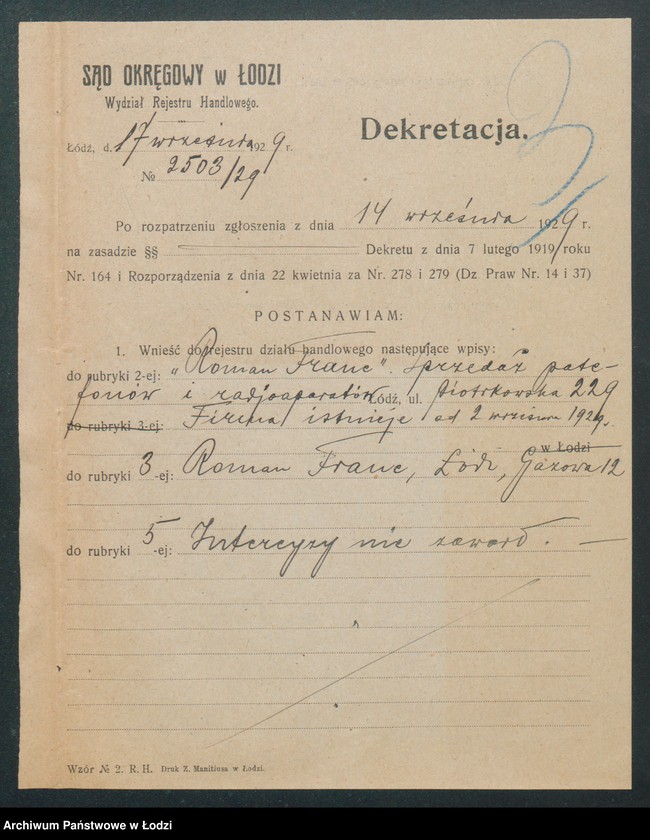 SĄD OKRĘGOWY w ŁODZI
Wydział Rejestru Handlowego.
Łódź, d. 17 września 1929 r.
№ 2503/29
Dekretacja.
Po rozpatrzeniu zgłoszenia z dnia 14 września 1929 r.
na zasadzie §§ Dekretu z dnia 7 lutego 1919 roku
Nr. 164 i Rozporządzenia z dnia 22 kwietnia za Nr. 278 i 279 (Dz Praw Nr. 14 i 37)
POSTANAWIAM:
1. Wnieść do rejestru działu handlowego następujące wpisy:
do rubryki 2-ej: „Roman Franc". Sprzedaż pate-
fonów i radjoaparatów Łódź, ul. Piotrkowska 229
do rubryki 3-ej: Firma istnieje od 2 września 1929.
w Łodzi
do rubryki 3-ej: Roman Franc, Łódź, Gazowa 12
do rubryki 5-ej: Intercyzy nie zaward. —
Wzór № 2. R. H. Druk Z. Manitiusa w Łodzi.
Archiwum Państwowe w Łodzi